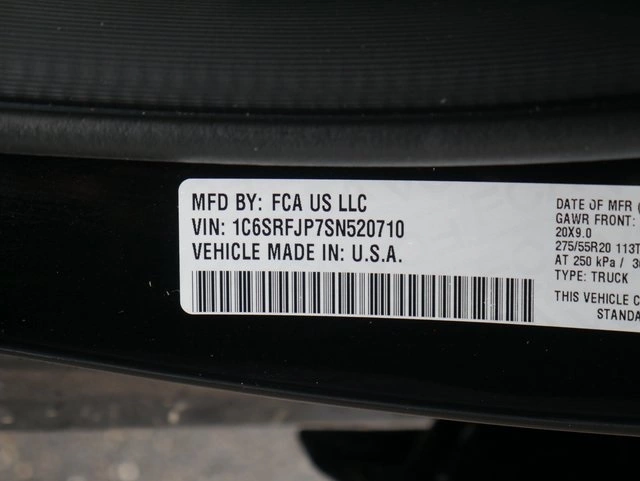 MFD BY: FCA US LLC
VIN: 1C6SRFJP7SN520710
VEHICLE MADE IN: U.S.A.
DATE OF MFR
GAWR FRONT:
20X9.0
275/55R20 113T
AT 250 kPa /
TYPE: TRUCK
THIS VEHICLE